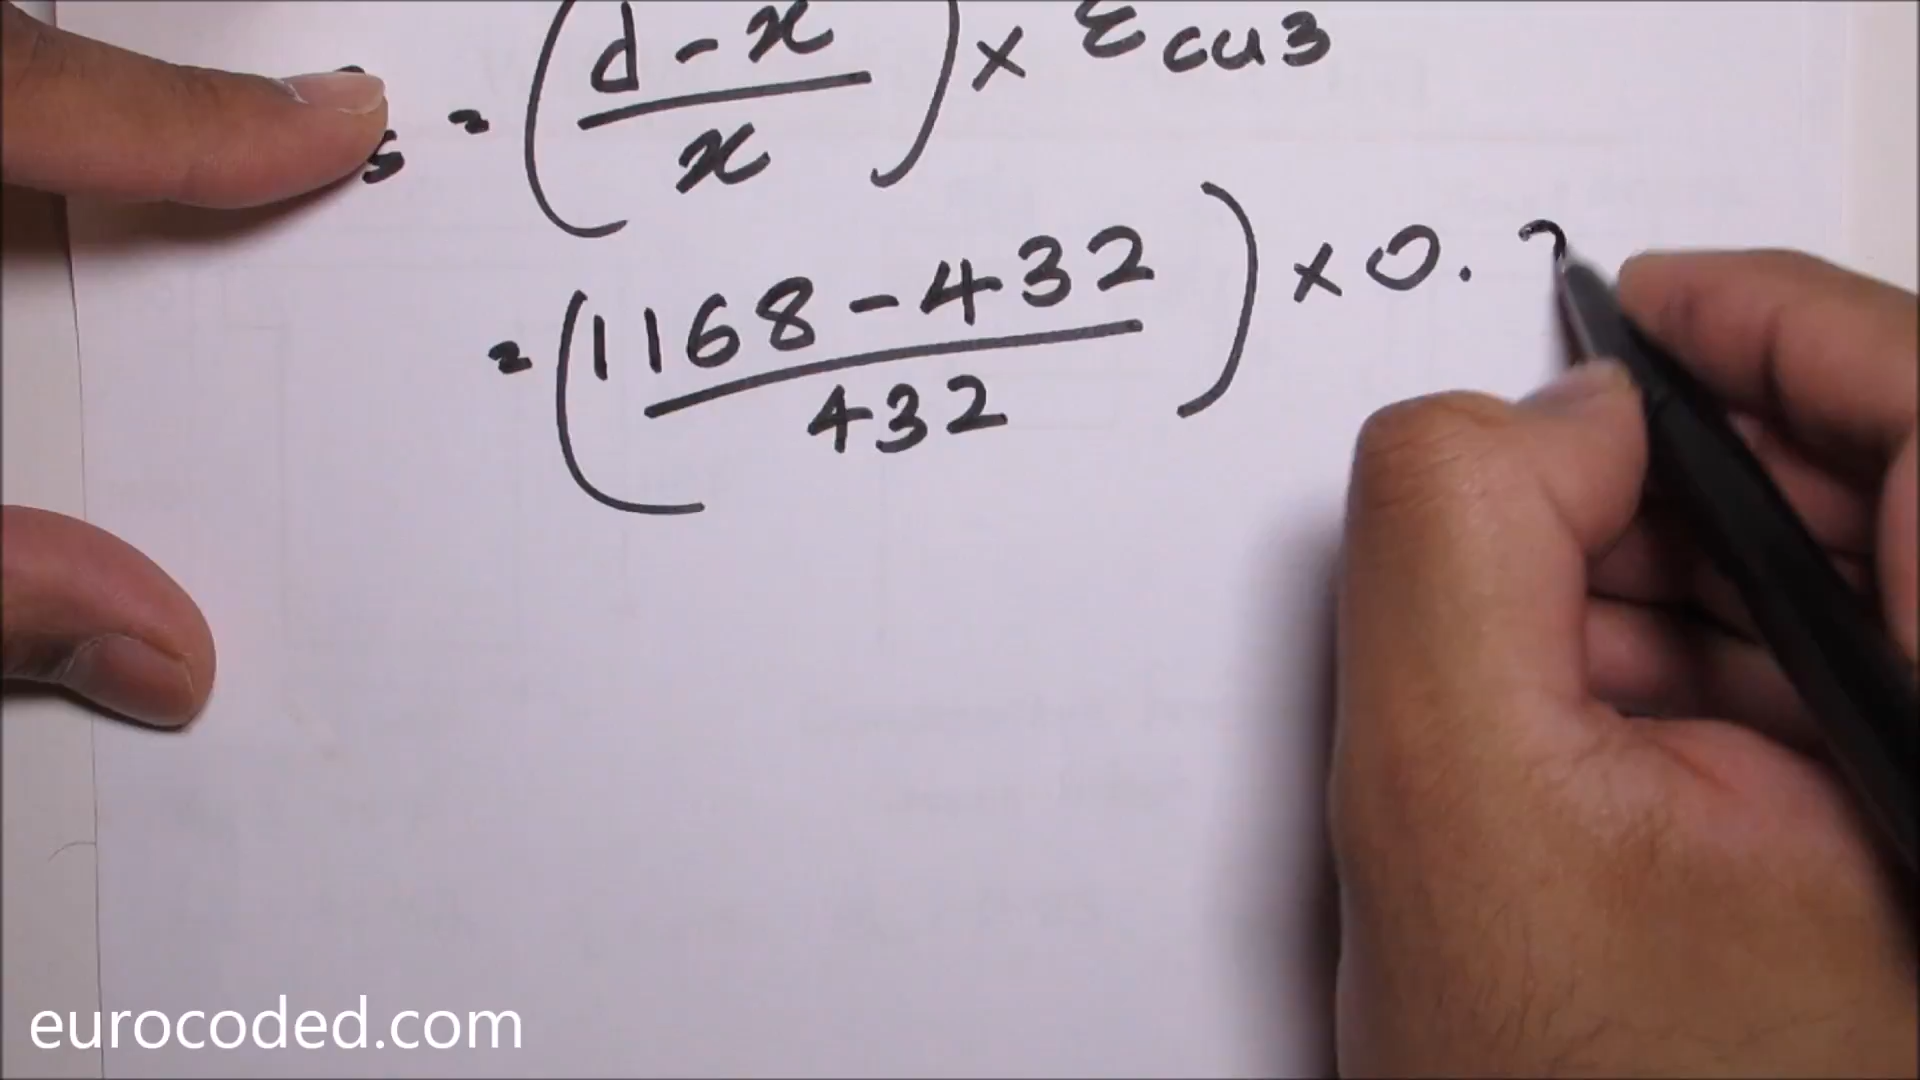 s = (d - x / x) × εcu3
= (1168 - 432 / 432) × 0.
eurocoded.com